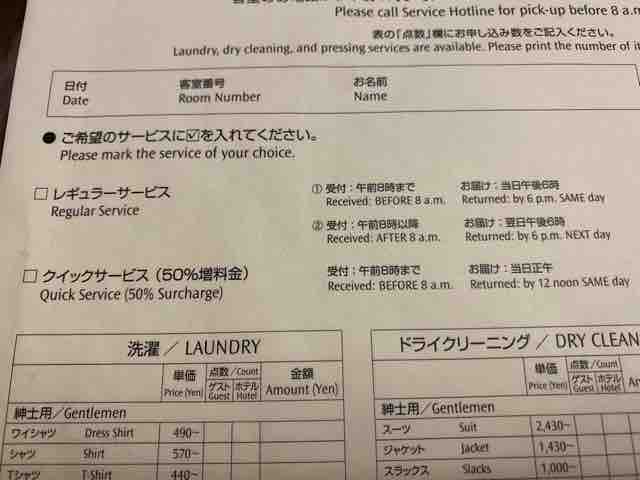 Please call Service Hotline for pick-up before 8 a.m
表の「点数」欄にお申し込み数をご記入ください。
Laundry, dry cleaning, and pressing services are available. Please print the number of it
日付 客室番号 お名前
Date Room Number Name
● ご希望のサービスに☑を入れてください。
Please mark the service of your choice.
□ レギュラーサービス ① 受付：午前8時まで お届け：当日午後6時
Regular Service Received: BEFORE 8 a.m. Returned: by 6 p.m. SAME day
② 受付：午前8時以降 お届け：翌日午後6時
Received: AFTER 8 a.m. Returned: by 6 p.m. NEXT day
□ クイックサービス（50%増料金） 受付：午前8時まで お届け：当日正午
Quick Service (50% Surcharge) Received: BEFORE 8 a.m. Returned: by 12 noon SAME day
洗濯 / LAUNDRY
単価 点数/Count 金額
Price (Yen) ゲスト Guest ホテル Hotel Amount (Yen)
紳士用/Gentlemen
ワイシャツ Dress Shirt 490~
シャツ Shirt 570~
Tシャツ T-Shirt 440~
ドライクリーニング / DRY CLEAN
単価 点数/Count
Price (Yen) ゲスト Guest ホテル Hotel
紳士用/Gentlemen
スーツ Suit 2,430~
ジャケット Jacket 1,430~
スラックス Slacks 1,000~